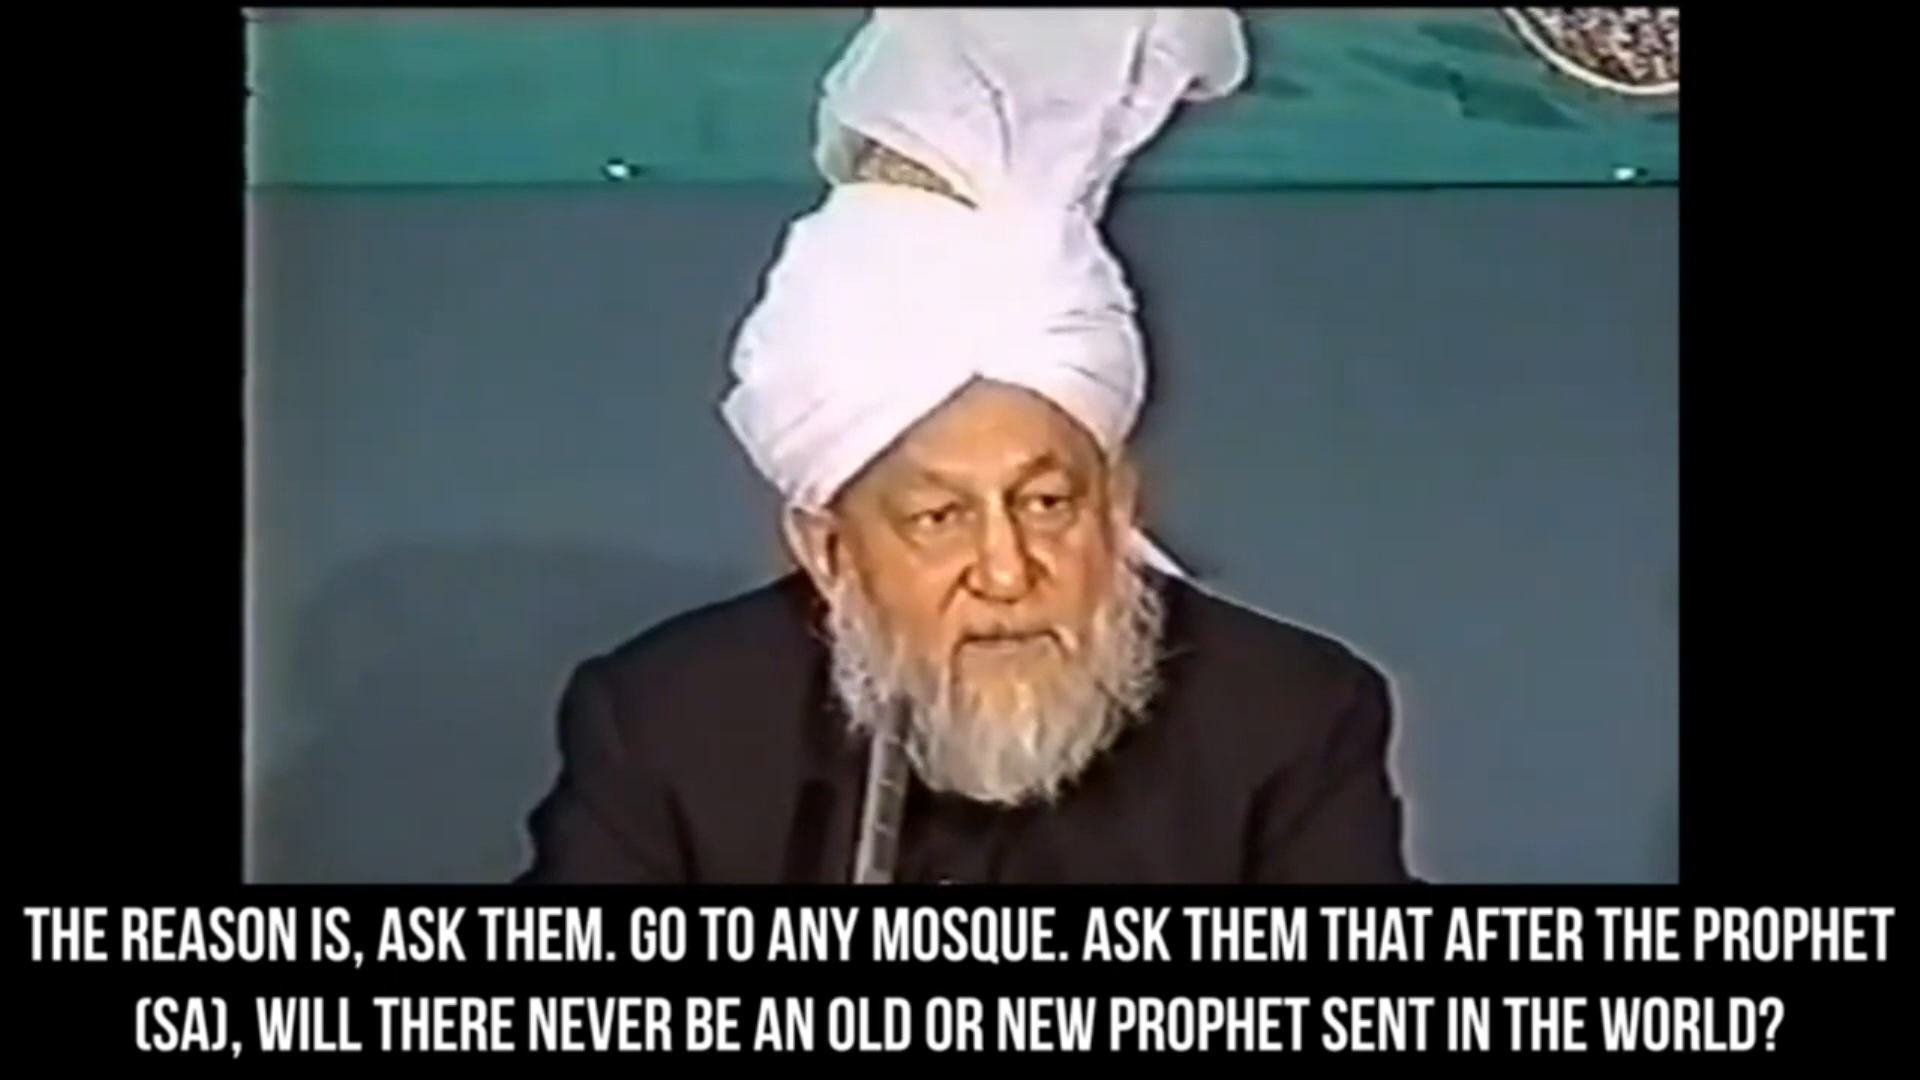 THE REASON IS, ASK THEM. GO TO ANY MOSQUE. ASK THEM THAT AFTER THE PROPHET
(SA), WILL THERE NEVER BE AN OLD OR NEW PROPHET SENT IN THE WORLD?